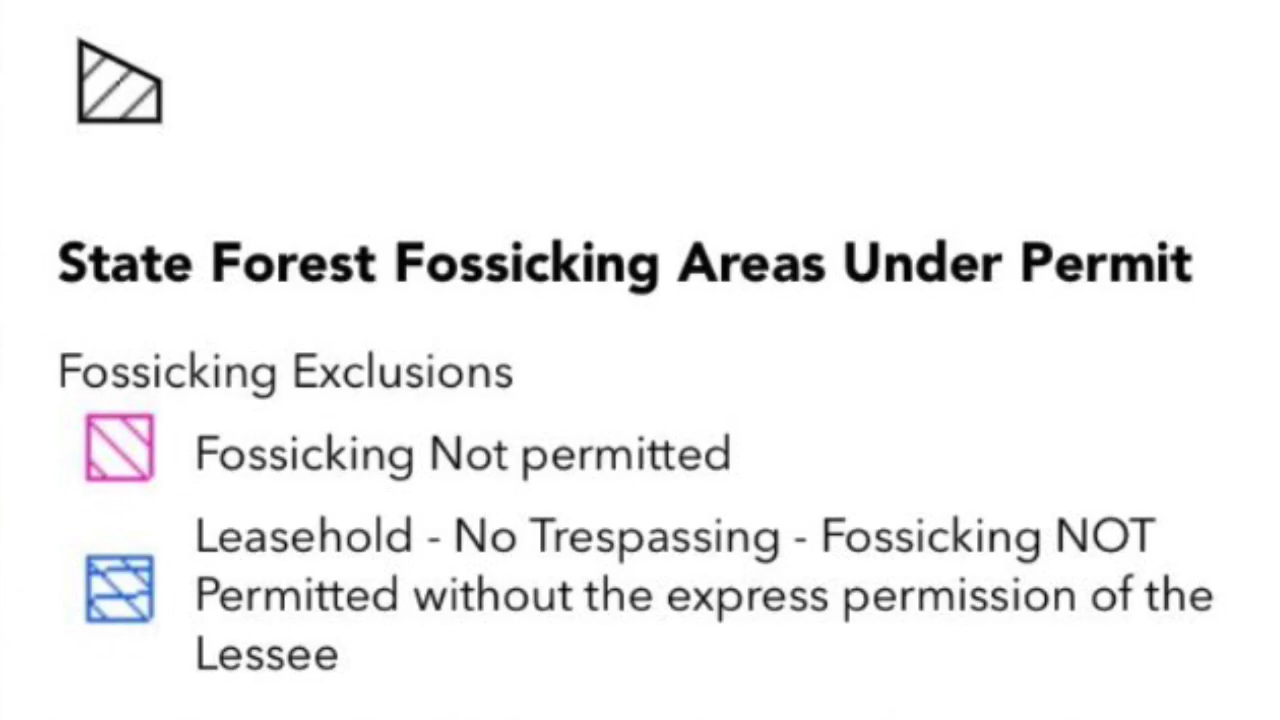 State Forest Fossicking Areas Under Permit
Fossicking Exclusions
Fossicking Not permitted
Leasehold - No Trespassing - Fossicking NOT
Permitted without the express permission of the
Lessee